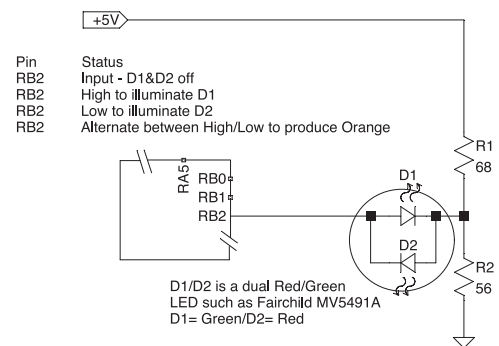 +5V
Pin Status
RB2 Input - D1&D2 off
RB2 High to illuminate D1
RB2 Low to illuminate D2
RB2 Alternate between High/Low to produce Orange
R1
68
RA5
RB0
RB1
RB2
D1
D2
R2
56
D1/D2 is a dual Red/Green
LED such as Fairchild MV5491A
D1= Green/D2= Red